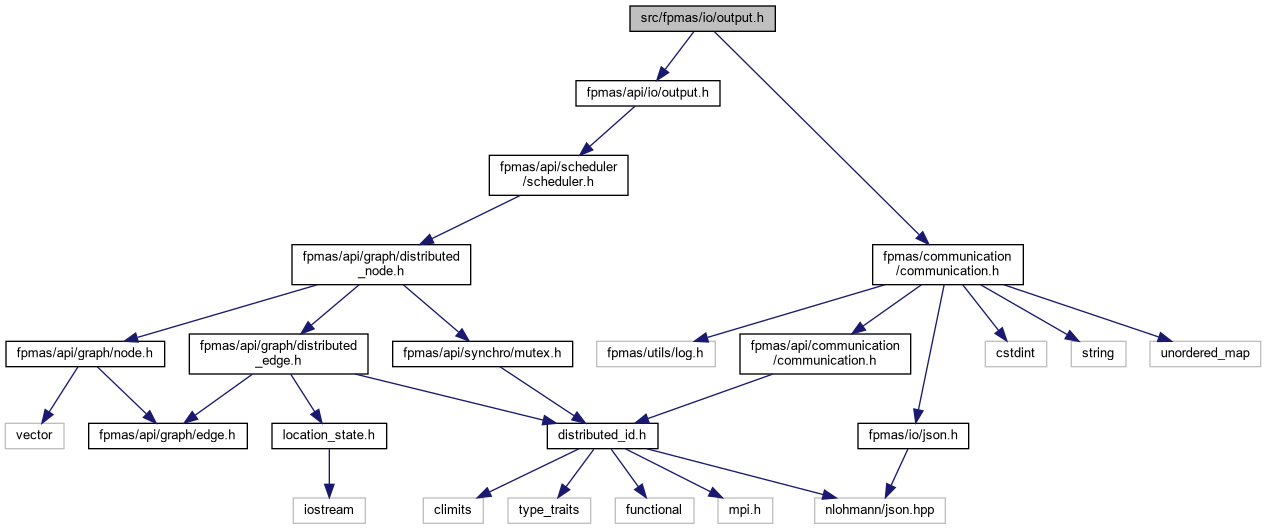 src/fpmas/io/output.h
fpmas/api/io/output.h
fpmas/api/scheduler
/scheduler.h
fpmas/api/graph/distributed
_node.h
fpmas/communication
/communication.h
fpmas/api/graph/node.h
fpmas/api/graph/distributed
_edge.h
fpmas/api/synchro/mutex.h
fpmas/utils/log.h
fpmas/api/communication
/communication.h
cstdint
string
unordered_map
vector
fpmas/api/graph/edge.h
location_state.h
distributed_id.h
fpmas/io/json.h
iostream
climits
type_traits
functional
mpi.h
nlohmann/json.hpp